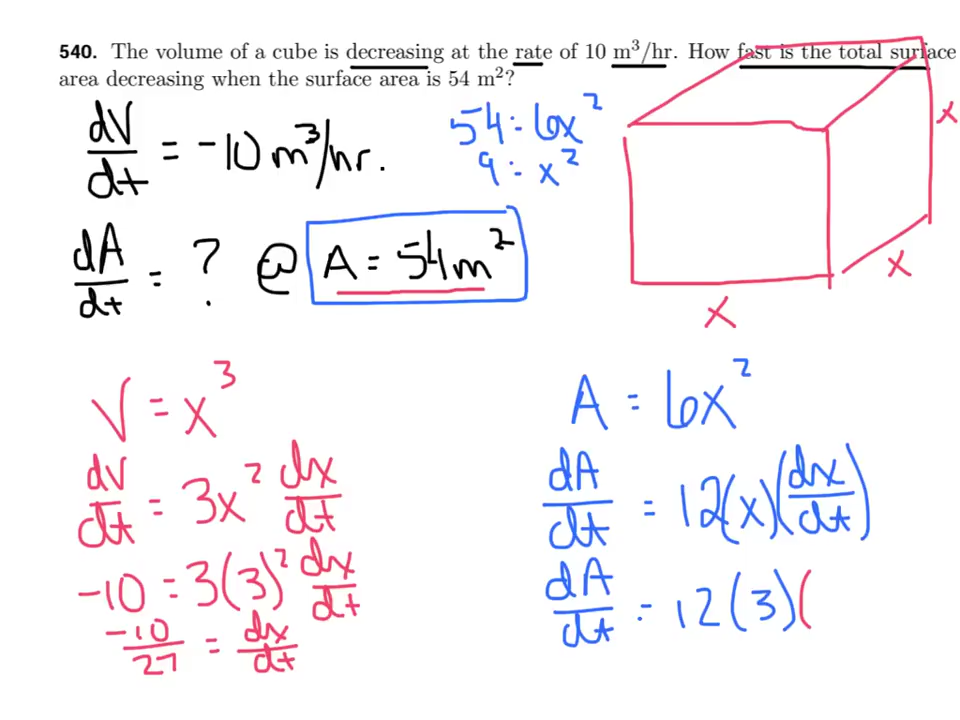 540. The volume of a cube is decreasing at the rate of 10 m³/hr. How fast is the total surface
area decreasing when the surface area is 54 m²?
dV/dt = -10 m³/hr.
54 = 6x²
9 = x²
x
dA/dt = ? @ A = 54m²
x
x
V = x³
dV/dt = 3x² dx/dt
-10 = 3(3)² dx/dt
-10/27 = dx/dt
A = 6x²
dA/dt = 12(x)(dx/dt)
dA/dt = 12(3)(